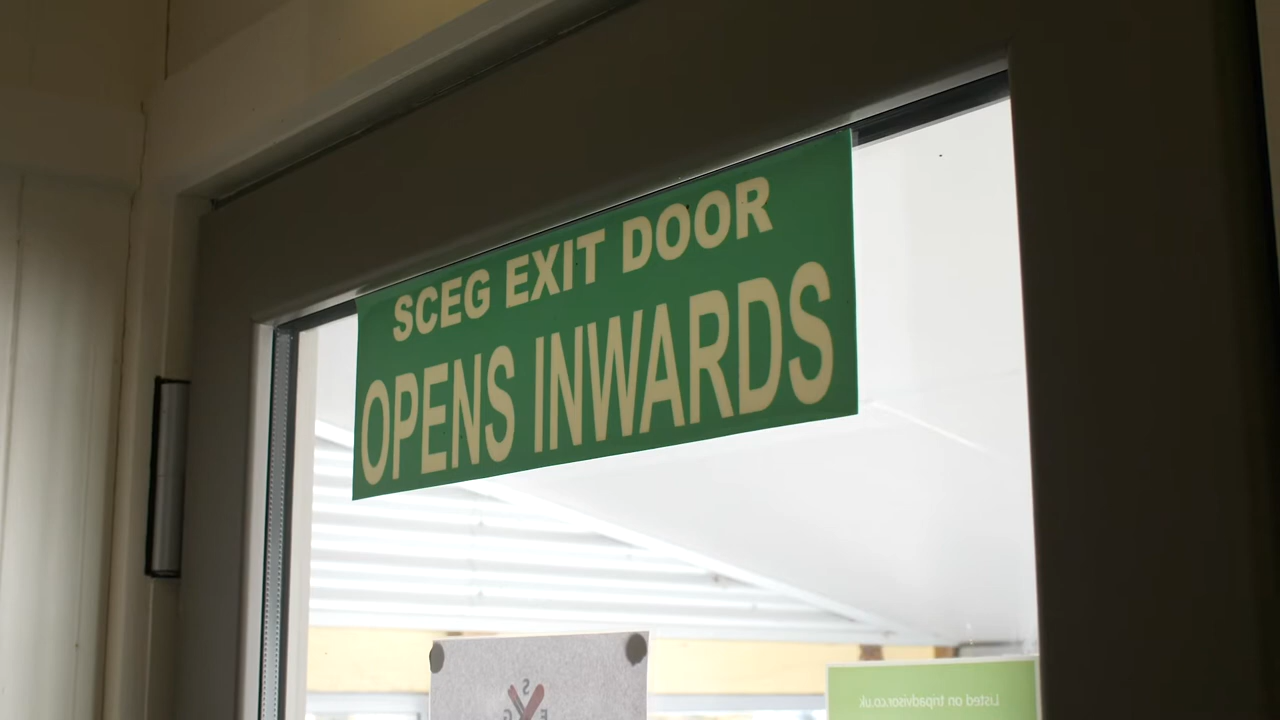 SCEG EXIT DOOR
OPENS INWARDS
S
E G
Listed on tripadvisor.co.uk